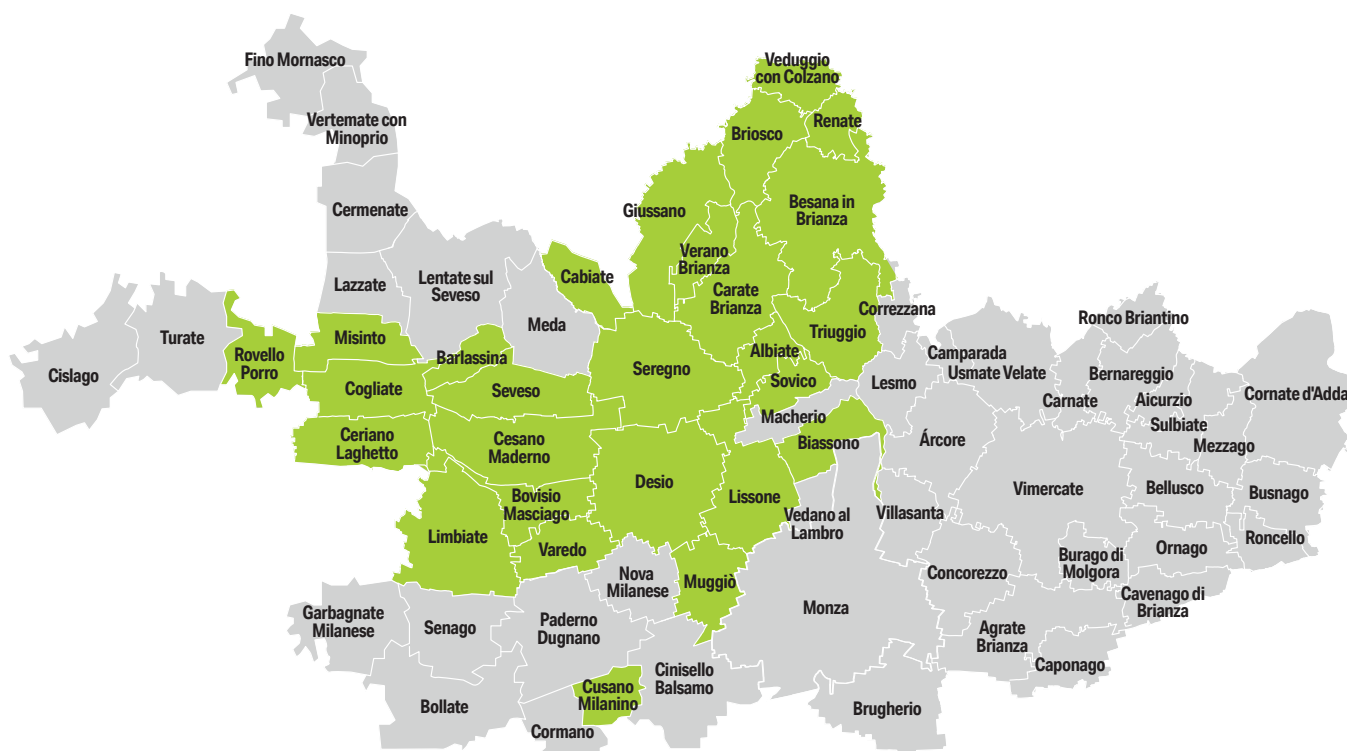 Fino Mornasco
Veduggio
con Colzano
Vertemate con
Minoprio
Renate
Briosco
Cermenate
Giussano
Besana in
Brianza
Verano
Brianza
Lentate sul
Seveso
Cabiate
Lazzate
Carate
Brianza
Correzzana
Ronco Briantino
Meda
Turate
Misinto
Triuggio
Rovello
Porro
Barlassina
Albiate
Camparada
Usmate Velate
Cislago
Cogliate
Seveso
Seregno
Sovico
Lesmo
Bernareggio
Carnate
Aicurzio
Cornate d'Adda
Macherio
Sulbiate
Mezzago
Ceriano
Laghetto
Cesano
Maderno
Biassono
Árcore
Desio
Lissone
Vimercate
Bellusco
Busnago
Bovisio
Masciago
Vedano al
Lambro
Villasanta
Limbiate
Varedo
Roncello
Ornago
Burago di
Molgora
Nova
Milanese
Muggiò
Concorezzo
Cavenago di
Brianza
Monza
Garbagnate
Milanese
Senago
Paderno
Dugnano
Agrate
Brianza
Caponago
Cinisello
Balsamo
Cusano
Milanino
Bollate
Brugherio
Cormano